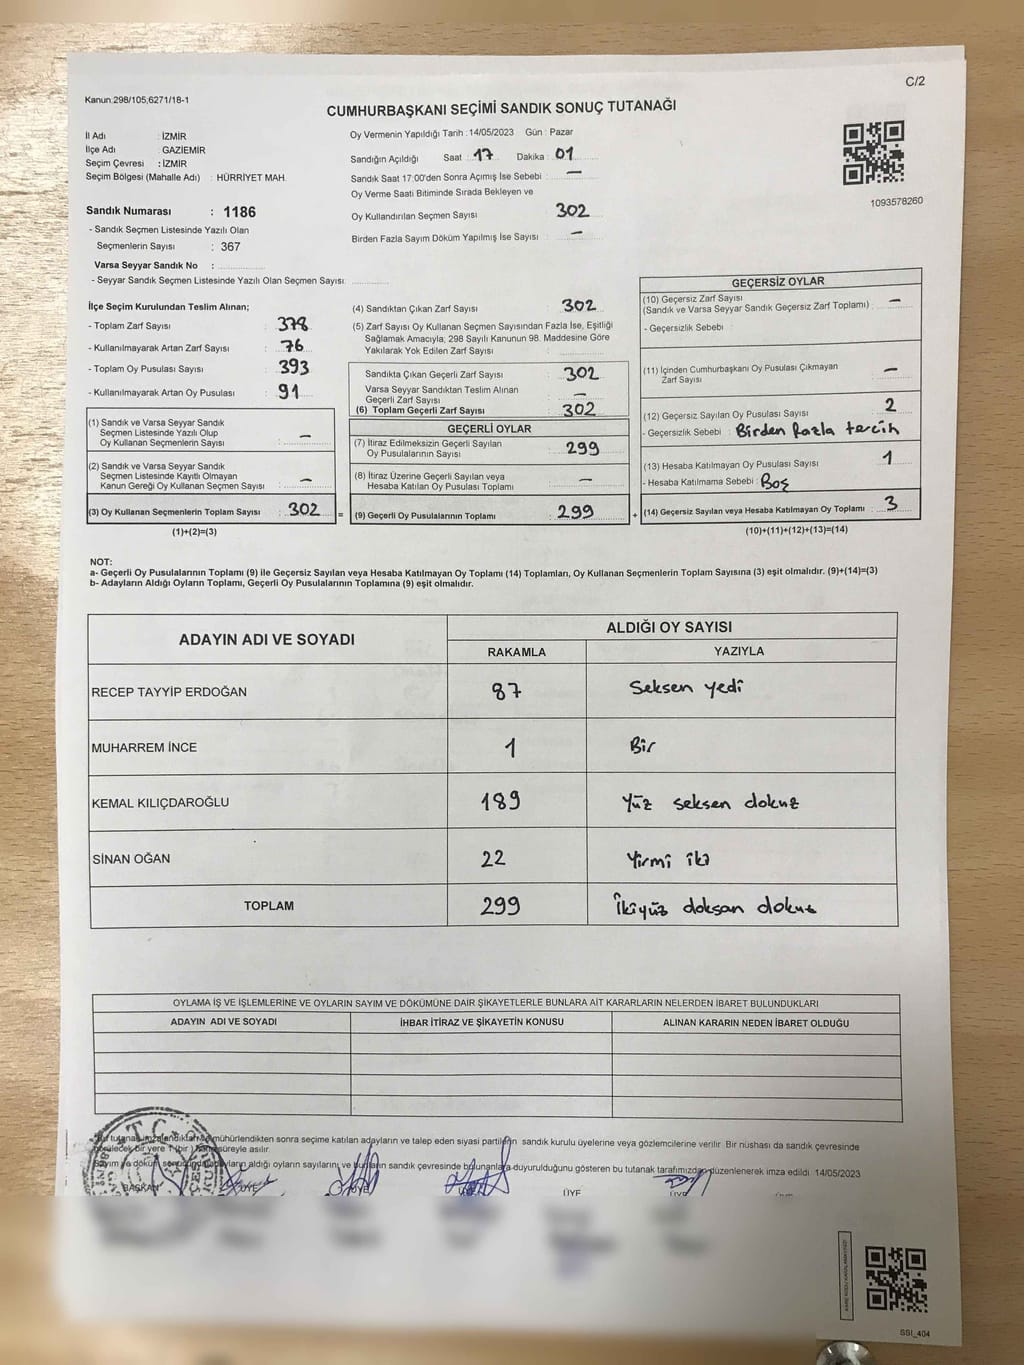 C/2
Kanun:298/105,6271/18-1
CUMHURBAŞKANI SEÇİMİ SANDIK SONUÇ TUTANAĞI
İl Adı : İZMİR
İlçe Adı : GAZİEMİR
Seçim Çevresi : İZMİR
Seçim Bölgesi (Mahalle Adı) : HÜRRİYET MAH.
Sandık Numarası : 1186
- Sandık Seçmen Listesinde Yazılı Olan
Seçmenlerin Sayısı : 367
Varsa Seyyar Sandık No :
- Seyyar Sandık Seçmen Listesinde Yazılı Olan Seçmen Sayısı:
Oy Vermenin Yapıldığı Tarih : 14/05/2023 Gün : Pazar
Sandığın Açıldığı Saat : 17 Dakika : 01
Sandık Saat 17:00'den Sonra Açımış İse Sebebi : —
Oy Verme Saati Bitiminde Sırada Bekleyen ve
Oy Kullandırılan Seçmen Sayısı 302
Birden Fazla Sayım Döküm Yapılmış İse Sayısı : —
1093578260
İlçe Seçim Kurulundan Teslim Alınan;
- Toplam Zarf Sayısı : 378
- Kullanılmayarak Artan Zarf Sayısı : 76
- Toplam Oy Pusulası Sayısı : 393
- Kullanılmayarak Artan Oy Pusulası : 91
(1) Sandık ve Varsa Seyyar Sandık
Seçmen Listesinde Yazılı Olup
Oy Kullanan Seçmenlerin Sayısı : —
(2) Sandık ve Varsa Seyyar Sandık
Seçmen Listesinde Kayıtlı Olmayan
Kanun Gereği Oy Kullanan Seçmen Sayısı : —
(3) Oy Kullanan Seçmenlerin Toplam Sayısı : 302
(1)+(2)=(3)
(4) Sandıktan Çıkan Zarf Sayısı : 302
(5) Zarf Sayısı Oy Kullanan Seçmen Sayısından Fazla İse, Eşitliği
Sağlamak Amacıyla; 298 Sayılı Kanunun 98. Maddesine Göre
Yakılarak Yok Edilen Zarf Sayısı :
Sandıkta Çıkan Geçerli Zarf Sayısı : 302
Varsa Seyyar Sandıktan Teslim Alınan
Geçerli Zarf Sayısı : —
(6) Toplam Geçerli Zarf Sayısı : 302
GEÇERLİ OYLAR
(7) İtiraz Edilmeksizin Geçerli Sayılan
Oy Pusulalarının Sayısı : 299
(8) İtiraz Üzerine Geçerli Sayılan veya
Hesaba Katılan Oy Pusulası Toplamı : —
= (9) Geçerli Oy Pusulalarının Toplamı : 299
GEÇERSİZ OYLAR
(10) Geçersiz Zarf Sayısı
(Sandık ve Varsa Seyyar Sandık Geçersiz Zarf Toplamı) : —
- Geçersizlik Sebebi :
(11) İçinden Cumhurbaşkanı Oy Pusulası Çıkmayan
Zarf Sayısı : —
(12) Geçersiz Sayılan Oy Pusulası Sayısı : 2
- Geçersizlik Sebebi : Birden fazla tercih
(13) Hesaba Katılmayan Oy Pusulası Sayısı : 1
- Hesaba Katılmama Sebebi : Boş
+ (14) Geçersiz Sayılan veya Hesaba Katılmayan Oy Toplamı : 3
(10)+(11)+(12)+(13)=(14)
NOT:
a- Geçerli Oy Pusulalarının Toplamı (9) ile Geçersiz Sayılan veya Hesaba Katılmayan Oy Toplamı (14) Toplamları, Oy Kullanan Seçmenlerin Toplam Sayısına (3) eşit olmalıdır. (9)+(14)=(3)
b- Adayların Aldığı Oyların Toplamı, Geçerli Oy Pusulalarının Toplamına (9) eşit olmalıdır.
ADAYIN ADI VE SOYADI ALDIĞI OY SAYISI
RAKAMLA YAZIYLA
RECEP TAYYİP ERDOĞAN 87 Seksen yedi
MUHARREM İNCE 1 Bir
KEMAL KILIÇDAROĞLU 189 Yüz seksen dokuz
SİNAN OĞAN 22 Yirmi iki
TOPLAM 299 İkiyüz doksan dokuz
OYLAMA İŞ VE İŞLEMLERİNE VE OYLARIN SAYIM VE DÖKÜMÜNE DAİR ŞİKAYETLERLE BUNLARA AİT KARARLARIN NELERDEN İBARET BULUNDUKLARI
ADAYIN ADI VE SOYADI İHBAR İTİRAZ VE ŞİKAYETİN KONUSU ALINAN KARARIN NEDEN İBARET OLDUĞU
Bu tutanak imzalandıktan ve mühürlendikten sonra seçime katılan adayların ve talep eden siyasi partilerin sandık kurulu üyelerine veya gözlemcilerine verilir. Bir nüshası da sandık çevresinde
görülecek bir yere 1 (bir) hafta süreyle asılır.
Sayım ve döküm sonucunda adayların aldığı oyların sayılarını ve bunların sandık çevresinde bulunanlara duyurulduğunu gösteren bu tutanak tarafımızdan düzenlenerek imza edildi. 14/05/2023
BAŞKAN ÜYE ÜYE ÜYE ÜYE ÜYE
T.C.
SSI_404